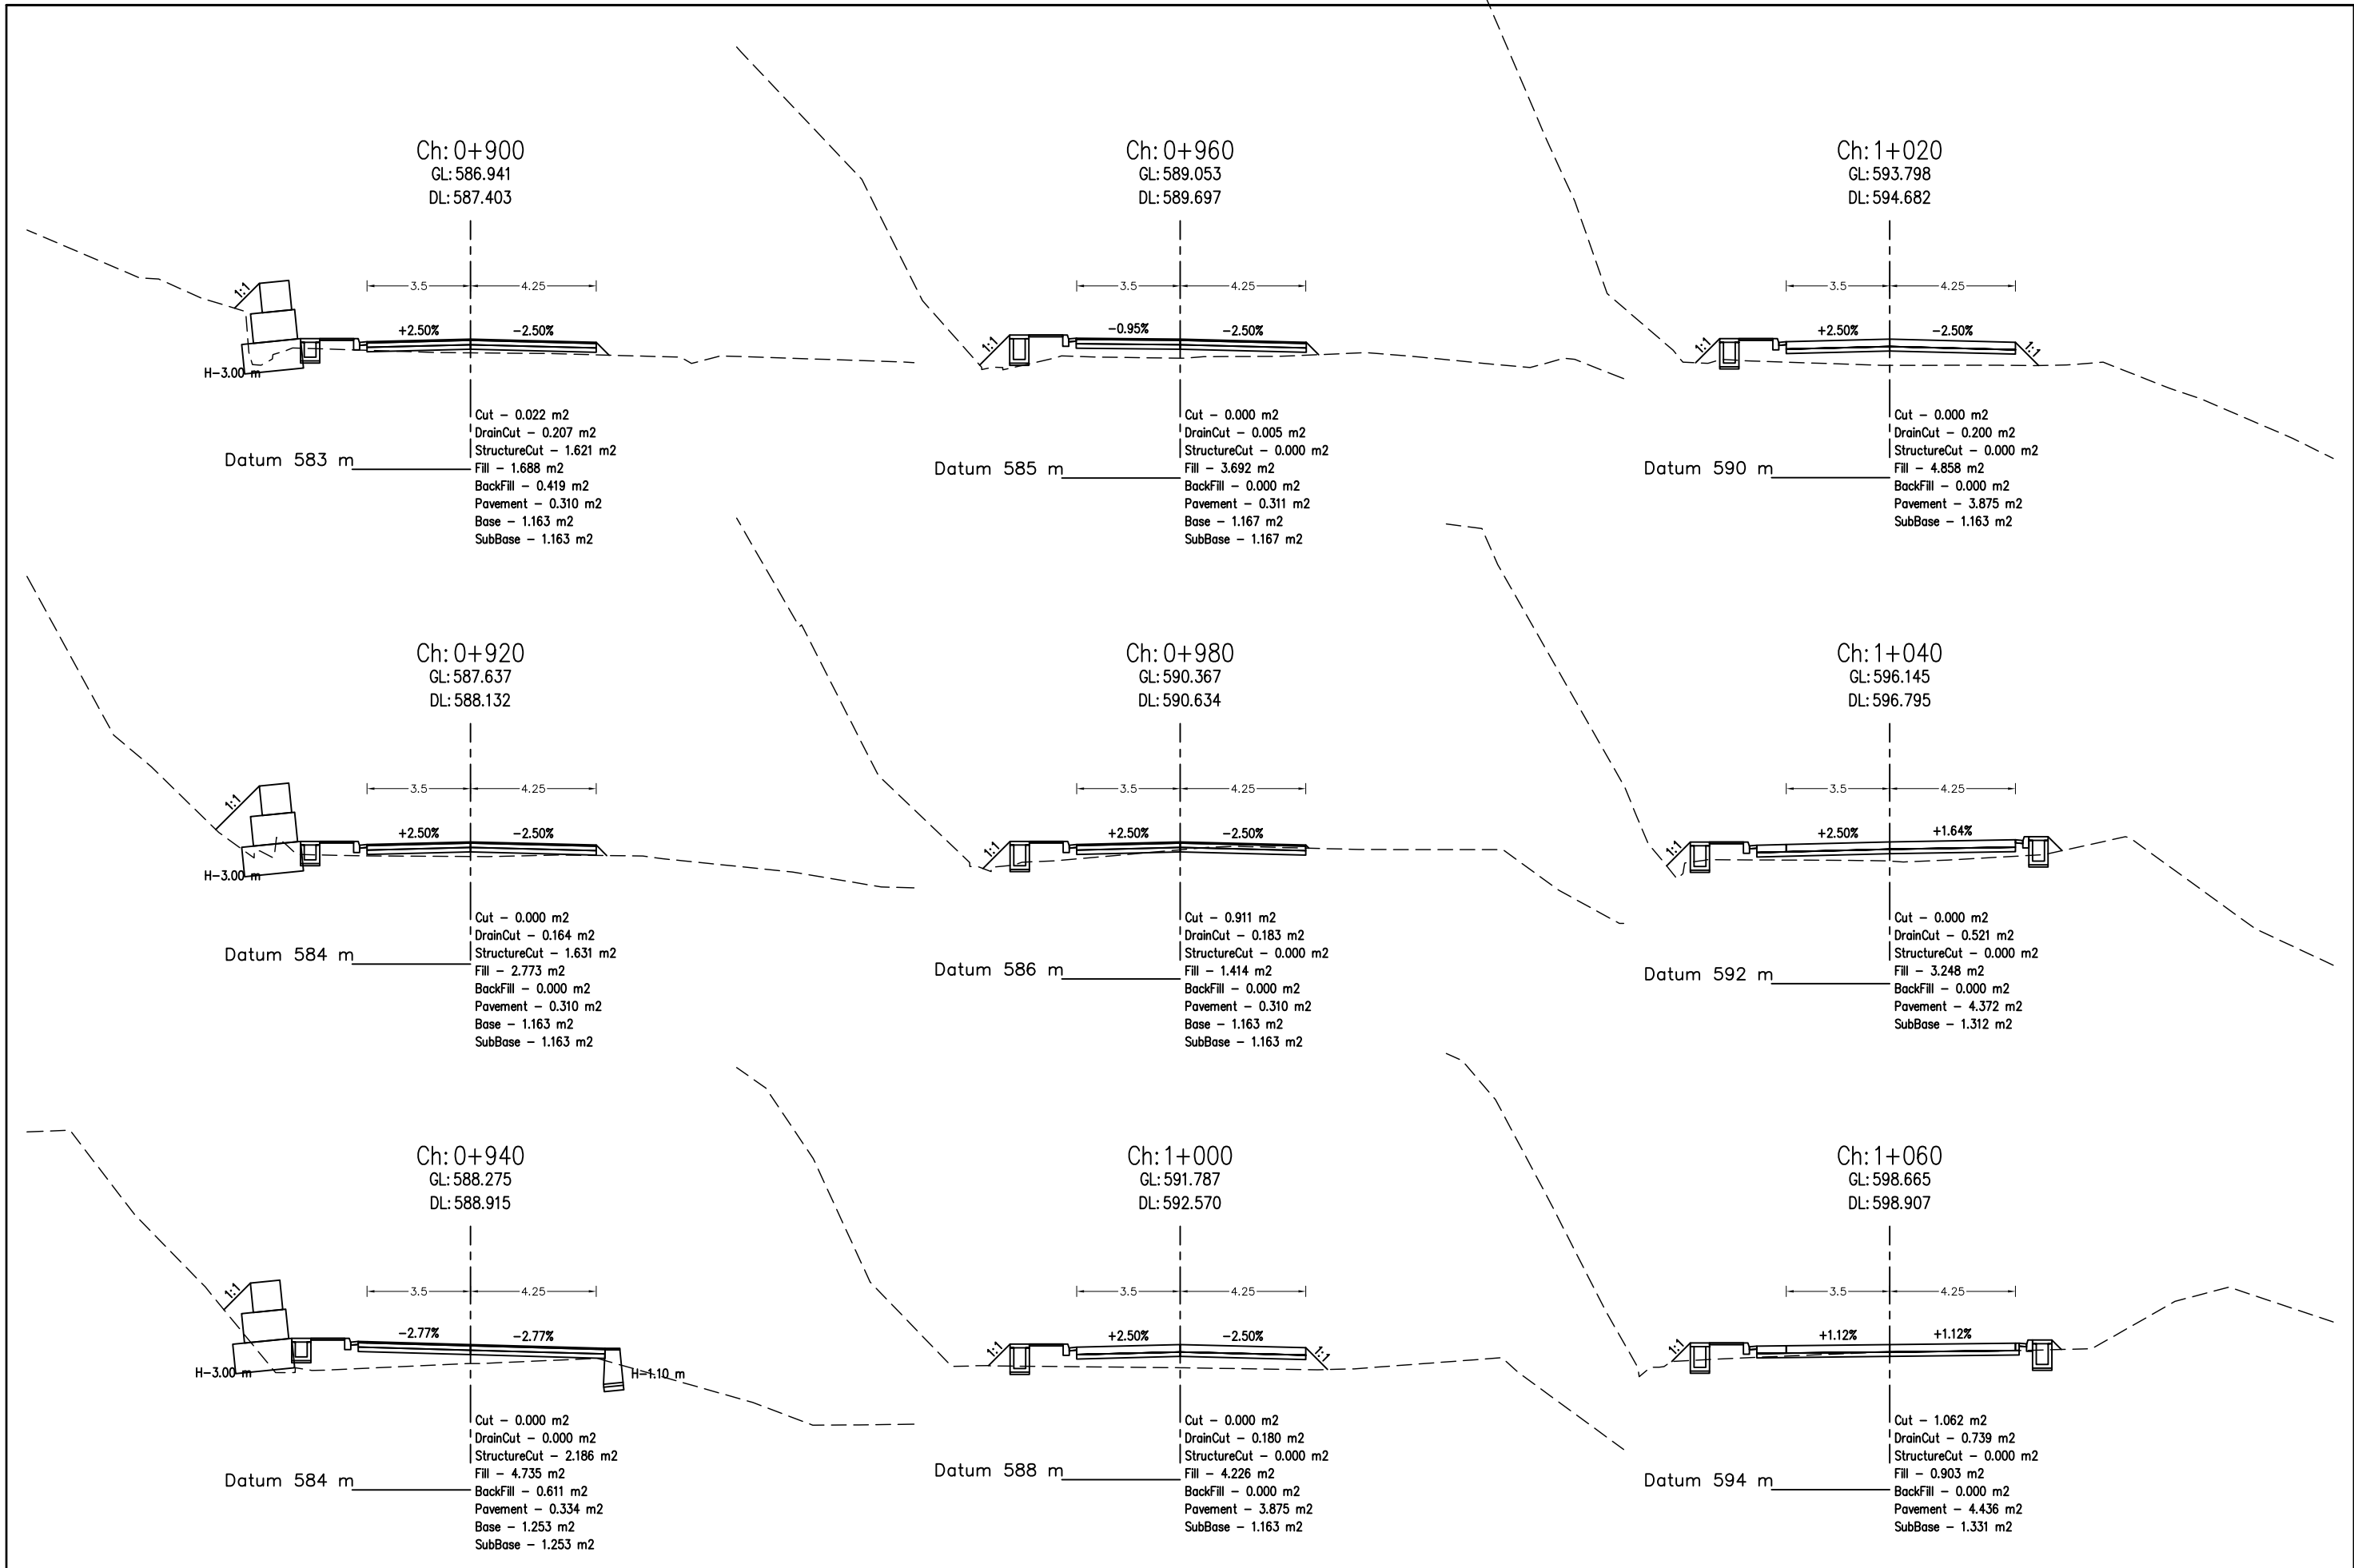 Ch: 0+900
GL: 586.941
DL: 587.403
1:1
3.5
4.25
+2.50%
-2.50%
H-3.00 m
Cut - 0.022 m2
DrainCut - 0.207 m2
StructureCut - 1.621 m2
Datum 583 m
Fill - 1.688 m2
BackFill - 0.419 m2
Pavement - 0.310 m2
Base - 1.163 m2
SubBase - 1.163 m2
Ch: 0+920
GL: 587.637
DL: 588.132
1:1
3.5
4.25
+2.50%
-2.50%
H-3.00 m
Cut - 0.000 m2
DrainCut - 0.164 m2
StructureCut - 1.631 m2
Datum 584 m
Fill - 2.773 m2
BackFill - 0.000 m2
Pavement - 0.310 m2
Base - 1.163 m2
SubBase - 1.163 m2
Ch: 0+940
GL: 588.275
DL: 588.915
1:1
3.5
4.25
-2.77%
-2.77%
H-3.00 m
H-1.10 m
Cut - 0.000 m2
DrainCut - 0.000 m2
StructureCut - 2.186 m2
Datum 584 m
Fill - 4.735 m2
BackFill - 0.611 m2
Pavement - 0.334 m2
Base - 1.253 m2
SubBase - 1.253 m2
Ch: 0+960
GL: 589.053
DL: 589.697
3.5
4.25
1:1
-0.95%
-2.50%
Cut - 0.000 m2
DrainCut - 0.005 m2
StructureCut - 0.000 m2
Datum 585 m
Fill - 3.692 m2
BackFill - 0.000 m2
Pavement - 0.311 m2
Base - 1.167 m2
SubBase - 1.167 m2
Ch: 0+980
GL: 590.367
DL: 590.634
3.5
4.25
1:1
+2.50%
-2.50%
Cut - 0.911 m2
DrainCut - 0.183 m2
StructureCut - 0.000 m2
Datum 586 m
Fill - 1.414 m2
BackFill - 0.000 m2
Pavement - 0.310 m2
Base - 1.163 m2
SubBase - 1.163 m2
Ch: 1+000
GL: 591.787
DL: 592.570
3.5
4.25
1:1
+2.50%
-2.50%
1:1
Cut - 0.000 m2
DrainCut - 0.180 m2
StructureCut - 0.000 m2
Datum 588 m
Fill - 4.226 m2
BackFill - 0.000 m2
Pavement - 3.875 m2
SubBase - 1.163 m2
Ch: 1+020
GL: 593.798
DL: 594.682
3.5
4.25
1:1
+2.50%
-2.50%
1:1
Cut - 0.000 m2
DrainCut - 0.200 m2
StructureCut - 0.000 m2
Datum 590 m
Fill - 4.858 m2
BackFill - 0.000 m2
Pavement - 3.875 m2
SubBase - 1.163 m2
Ch: 1+040
GL: 596.145
DL: 596.795
3.5
4.25
1:1
+2.50%
+1.64%
Cut - 0.000 m2
DrainCut - 0.521 m2
StructureCut - 0.000 m2
Datum 592 m
Fill - 3.248 m2
BackFill - 0.000 m2
Pavement - 4.372 m2
SubBase - 1.312 m2
Ch: 1+060
GL: 598.665
DL: 598.907
3.5
4.25
1:1
+1.12%
+1.12%
Cut - 1.062 m2
DrainCut - 0.739 m2
StructureCut - 0.000 m2
Datum 594 m
Fill - 0.903 m2
BackFill - 0.000 m2
Pavement - 4.436 m2
SubBase - 1.331 m2